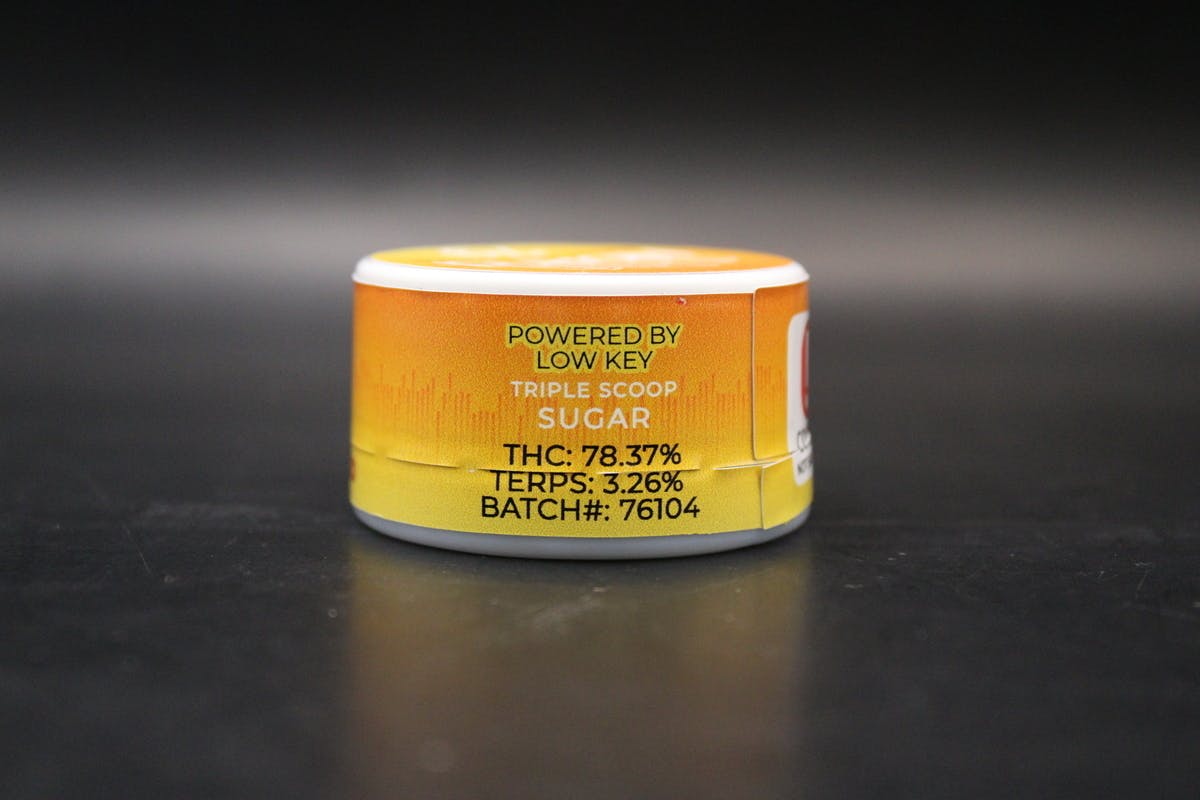 POWERED BY
LOW KEY
TRIPLE SCOOP
SUGAR
THC: 78.37%
TERPS: 3.26%
BATCH#: 76104